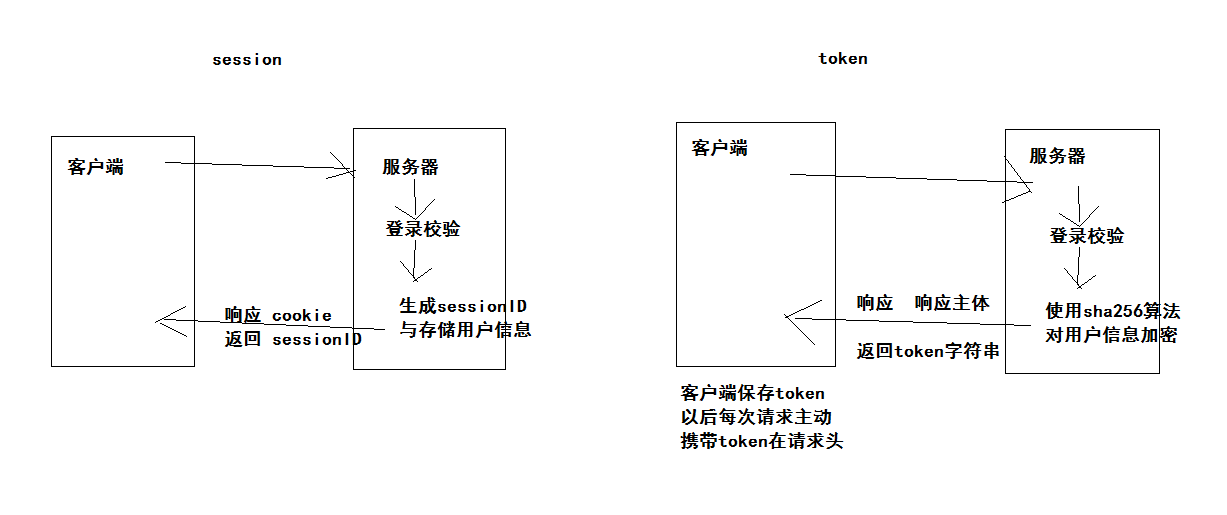 session
客户端
服务器
登录校验
生成sessionID
与存储用户信息
响应 cookie
返回 sessionID
token
客户端
服务器
登录校验
使用sha256算法
对用户信息加密
响应 响应主体
返回token字符串
客户端保存token
以后每次请求主动
携带token在请求头